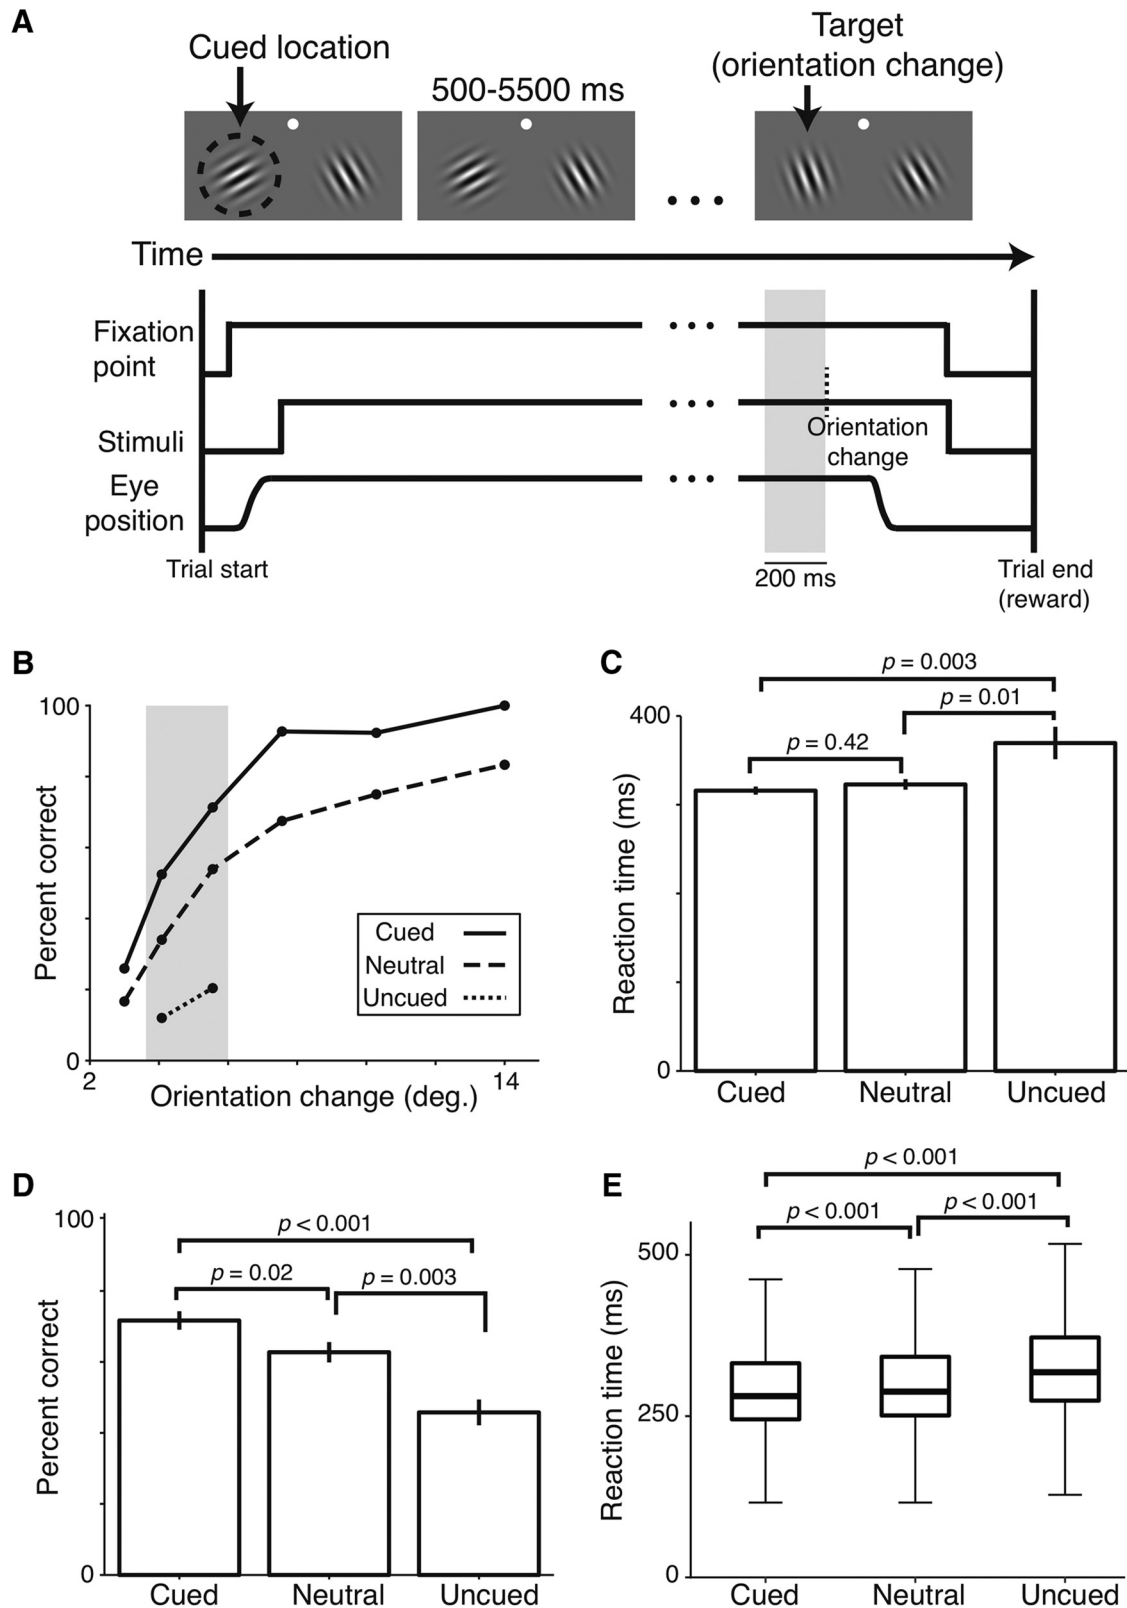 A
Cued location
500-5500 ms
Target
(orientation change)
Time
Fixation
point
Stimuli
Orientation
change
Eye
position
Trial start
200 ms
Trial end
(reward)
B
100
Percent correct
0
2
14
Orientation change (deg.)
Cued
Neutral
Uncued
C
p = 0.003
p = 0.01
p = 0.42
400
Reaction time (ms)
0
Cued Neutral Uncued
D
100
p < 0.001
p = 0.02
p = 0.003
Percent correct
0
Cued Neutral Uncued
E
p < 0.001
p < 0.001
p < 0.001
500
250
Reaction time (ms)
0
Cued Neutral Uncued